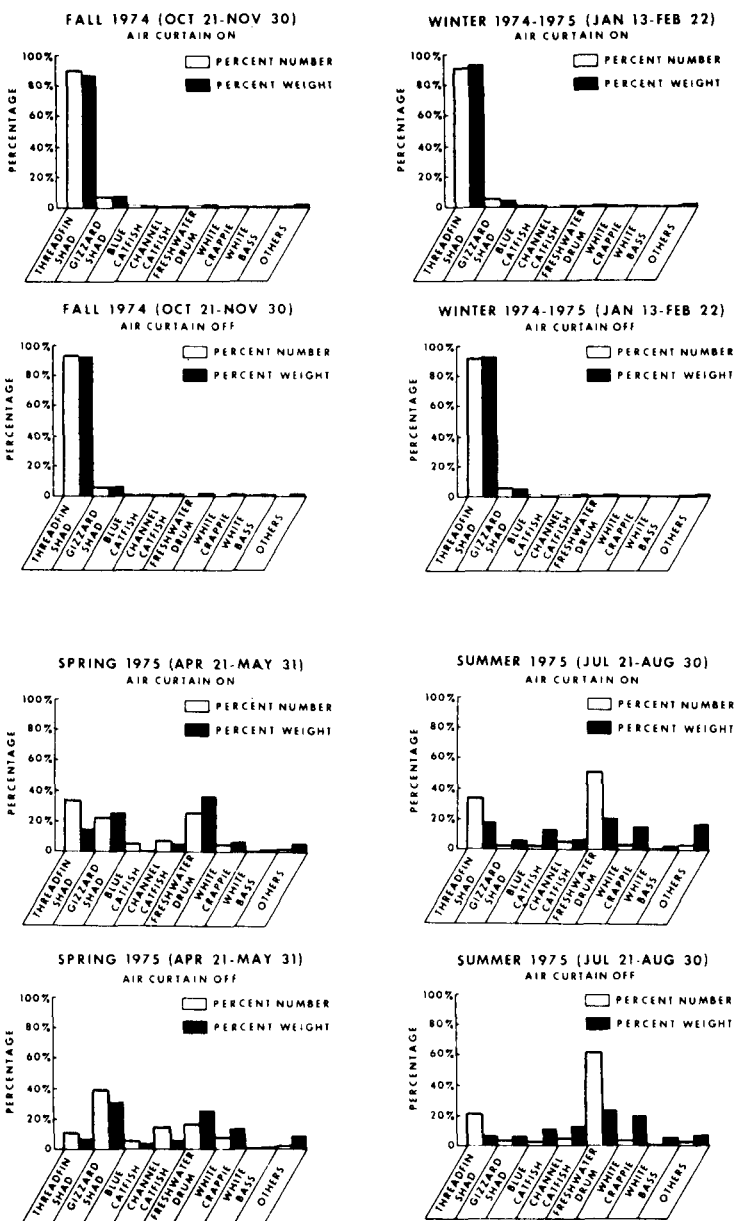 FALL 1974 (OCT 21-NOV 30)
AIR CURTAIN ON
PERCENT NUMBER
PERCENT WEIGHT
PERCENTAGE
100%
80%
60%
40%
20%
0
THREADFIN SHAD
GIZZARD SHAD
BLUE CATFISH
CHANNEL CATFISH
FRESHWATER DRUM
WHITE CRAPPIE
WHITE BASS
OTHERS
WINTER 1974-1975 (JAN 13-FEB 22)
AIR CURTAIN ON
PERCENT NUMBER
PERCENT WEIGHT
PERCENTAGE
100%
80%
60%
40%
20%
0
THREADFIN SHAD
GIZZARD SHAD
BLUE CATFISH
CHANNEL CATFISH
FRESHWATER DRUM
WHITE CRAPPIE
WHITE BASS
OTHERS
FALL 1974 (OCT 21-NOV 30)
AIR CURTAIN OFF
PERCENT NUMBER
PERCENT WEIGHT
PERCENTAGE
100%
80%
60%
40%
20%
0
THREADFIN SHAD
GIZZARD SHAD
BLUE CATFISH
CHANNEL CATFISH
FRESHWATER DRUM
WHITE CRAPPIE
WHITE BASS
OTHERS
WINTER 1974-1975 (JAN 13-FEB 22)
AIR CURTAIN OFF
PERCENT NUMBER
PERCENT WEIGHT
PERCENTAGE
100%
80%
60%
40%
20%
0
THREADFIN SHAD
GIZZARD SHAD
BLUE CATFISH
CHANNEL CATFISH
FRESHWATER DRUM
WHITE CRAPPIE
WHITE BASS
OTHERS
SPRING 1975 (APR 21-MAY 31)
AIR CURTAIN ON
PERCENT NUMBER
PERCENT WEIGHT
PERCENTAGE
100%
80%
60%
40%
20%
0
THREADFIN SHAD
GIZZARD SHAD
BLUE CATFISH
CHANNEL CATFISH
FRESHWATER DRUM
WHITE CRAPPIE
WHITE BASS
OTHERS
SUMMER 1975 (JUL 21-AUG 30)
AIR CURTAIN ON
PERCENT NUMBER
PERCENT WEIGHT
PERCENTAGE
100%
80%
60%
40%
20%
0
THREADFIN SHAD
GIZZARD SHAD
BLUE CATFISH
CHANNEL CATFISH
FRESHWATER DRUM
WHITE CRAPPIE
WHITE BASS
OTHERS
SPRING 1975 (APR 21-MAY 31)
AIR CURTAIN OFF
PERCENT NUMBER
PERCENT WEIGHT
PERCENTAGE
100%
80%
60%
40%
20%
0
THREADFIN SHAD
GIZZARD SHAD
BLUE CATFISH
CHANNEL CATFISH
FRESHWATER DRUM
WHITE CRAPPIE
WHITE BASS
OTHERS
SUMMER 1975 (JUL 21-AUG 30)
AIR CURTAIN OFF
PERCENT NUMBER
PERCENT WEIGHT
PERCENTAGE
100%
80%
60%
40%
20%
0
THREADFIN SHAD
GIZZARD SHAD
BLUE CATFISH
CHANNEL CATFISH
FRESHWATER DRUM
WHITE CRAPPIE
WHITE BASS
OTHERS